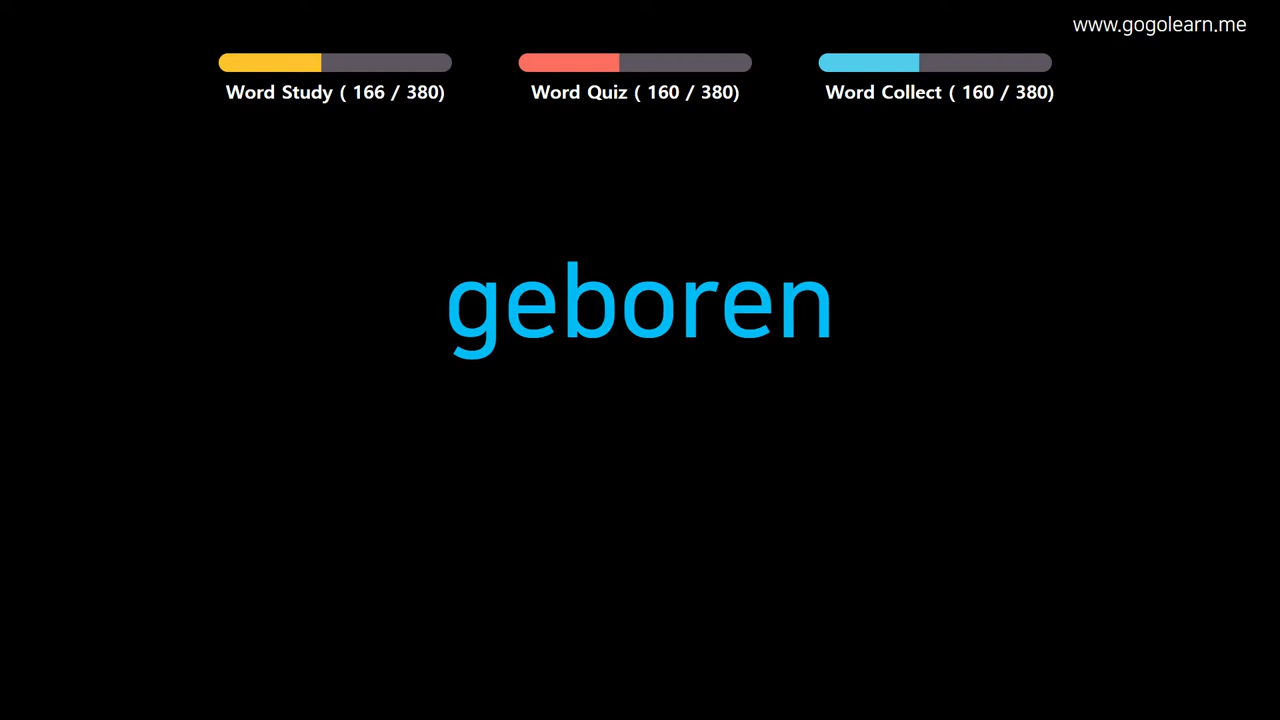 www.gogolearn.me
Word Study ( 166 / 380)
Word Quiz ( 160 / 380)
Word Collect ( 160 / 380)
geboren